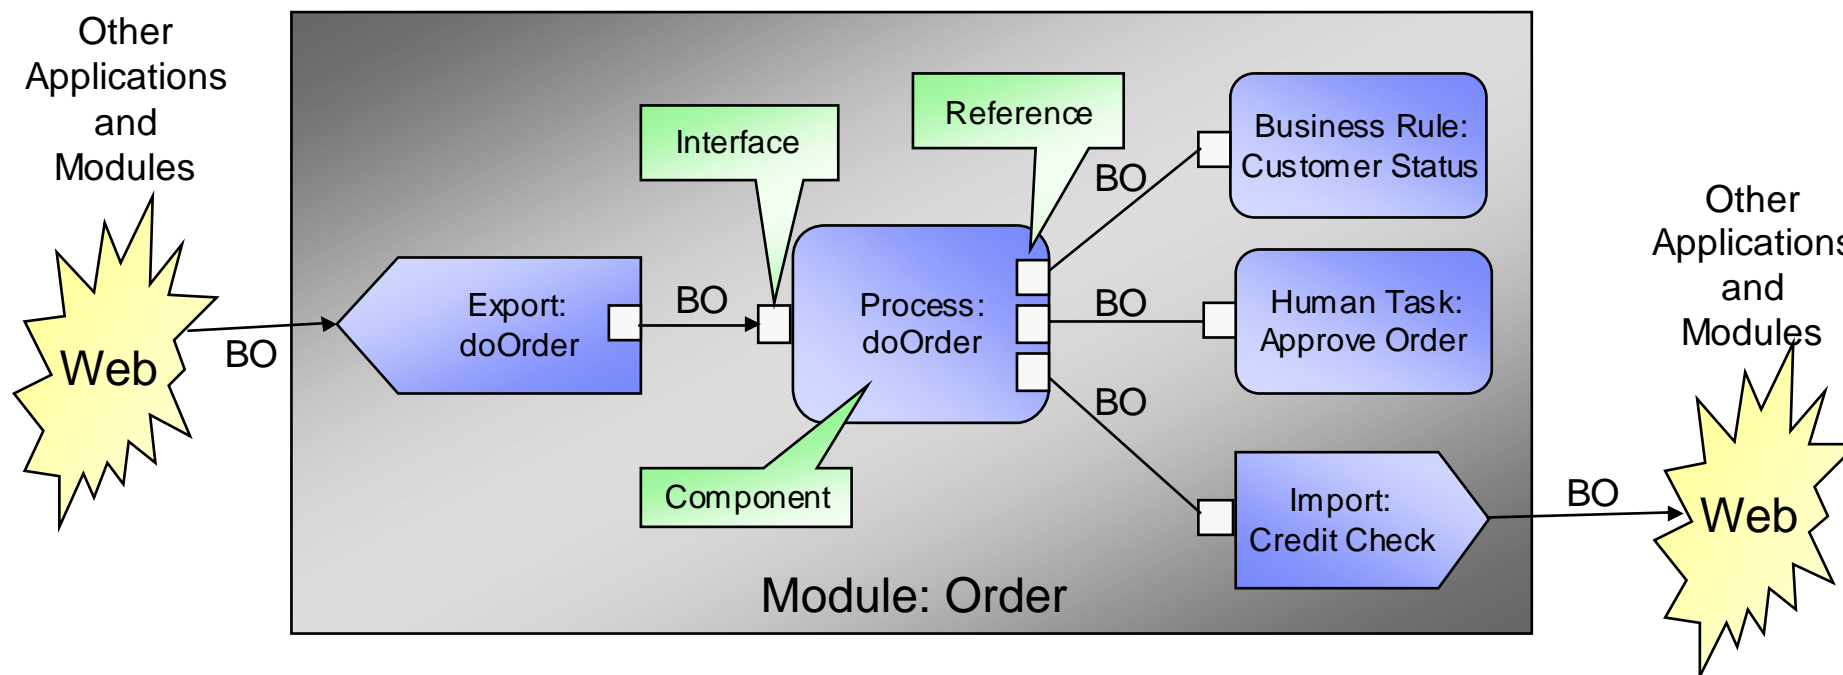 Other
Applications
and
Modules
Web
BO
Export:
doOrder
BO
Interface
Reference
Process:
doOrder
Component
BO
BO
BO
Business Rule:
Customer Status
Human Task:
Approve Order
Import:
Credit Check
Module: Order
BO
Other
Applications
and
Modules
Web